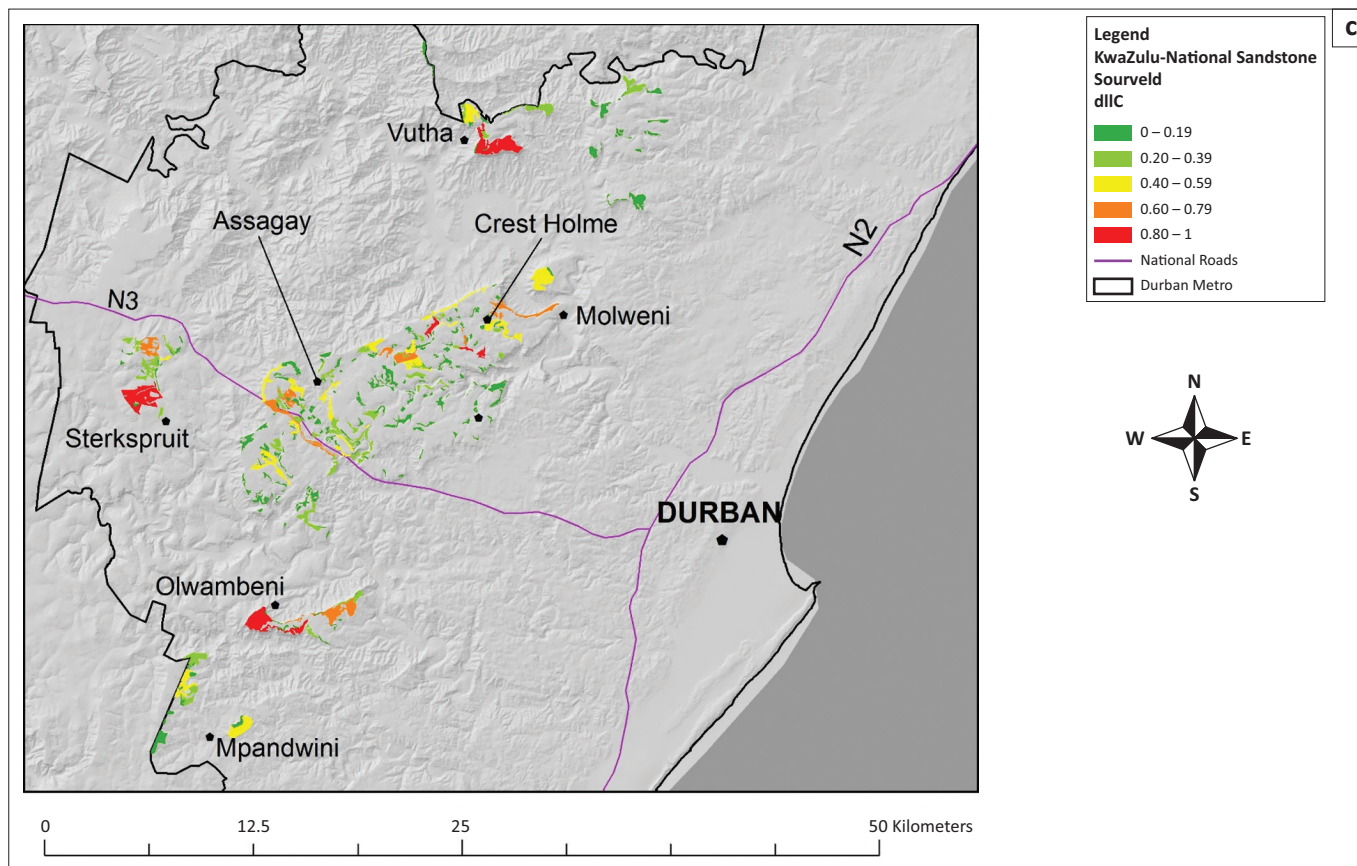 c
Legend
KwaZulu-National Sandstone
Sourveld
dIIC
0 – 0.19
0.20 – 0.39
0.40 – 0.59
0.60 – 0.79
0.80 – 1
National Roads
Durban Metro
Vutha
Assagay
Crest Holme
N2
N3
Molweni
Sterkspruit
DURBAN
Olwambeni
Mpandwini
N
W
E
S
0
12.5
25
50 Kilometers